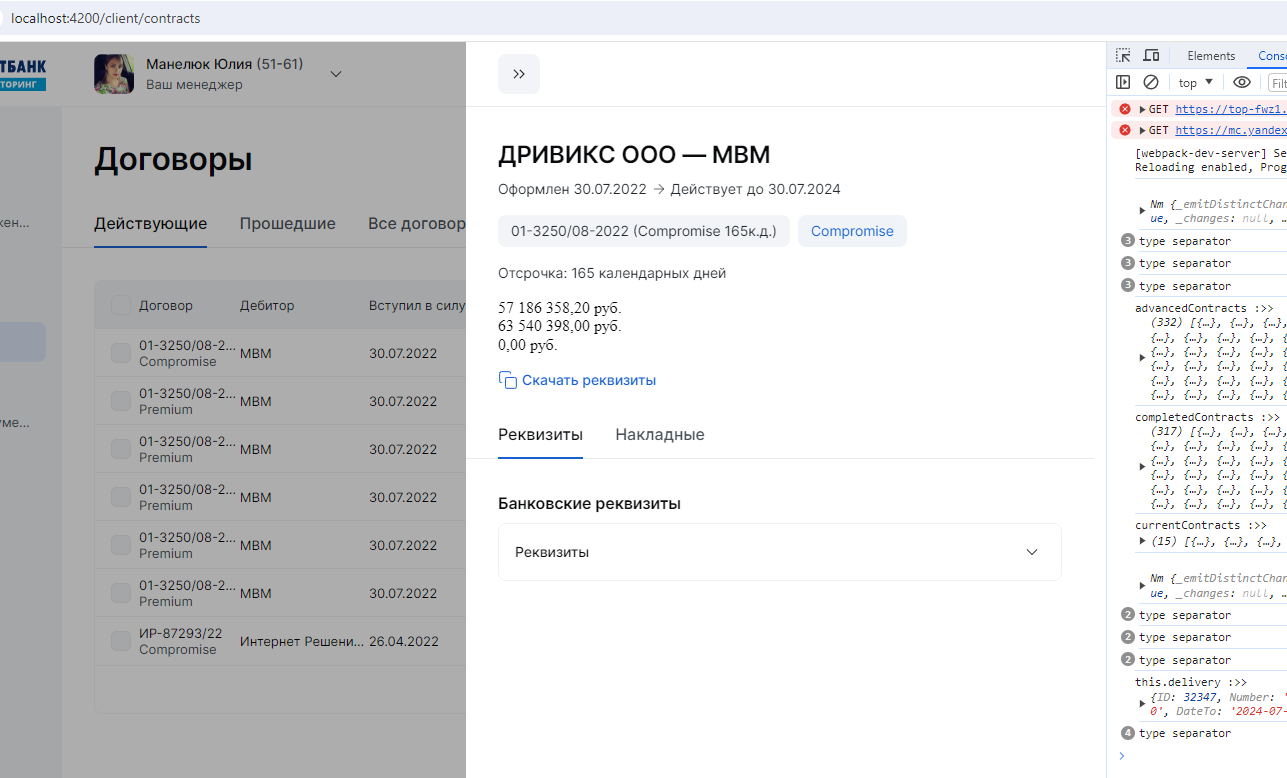 localhost:4200/client/contracts
ТБАНК
ТОРИНГ
Манелюк Юлия (51-61)
Ваш менеджер
Договоры
Действующие Прошедшие Все договор
кен...
уме...
Договор Дебитор Вступил в силу
01-3250/08-2... МВМ 30.07.2022
Compromise
01-3250/08-2... МВМ 30.07.2022
Premium
01-3250/08-2... МВМ 30.07.2022
Premium
01-3250/08-2... МВМ 30.07.2022
Premium
01-3250/08-2... МВМ 30.07.2022
Premium
01-3250/08-2... МВМ 30.07.2022
Premium
ИР-87293/22 Интернет Решени... 26.04.2022
Compromise
ДРИВИКС ООО — МВМ
Оформлен 30.07.2022 → Действует до 30.07.2024
01-3250/08-2022 (Compromise 165к.д.) Compromise
Отсрочка: 165 календарных дней
57 186 358,20 руб.
63 540 398,00 руб.
0,00 руб.
Скачать реквизиты
Реквизиты Накладные
Банковские реквизиты
Реквизиты
Elements Conso
top Filt
GET https://top-fwz1.
GET https://mc.yandex
[webpack-dev-server] Se
Reloading enabled, Prog
Nm {_emitDistinctChan
ue, _changes: null, …
3 type separator
3 type separator
3 type separator
advancedContracts :>>
(332) [{…}, {…}, {…},
{…}, {…}, {…}, {…}, {
{…}, {…}, {…}, {…}, {
{…}, {…}, {…}, {…}, {
{…}, {…}, {…}, {…}, {
{…}, {…}, {…}, {…}, {
completedContracts :>>
(317) [{…}, {…}, {…},
{…}, {…}, {…}, {…}, {
{…}, {…}, {…}, {…}, {
{…}, {…}, {…}, {…}, {
{…}, {…}, {…}, {…}, {
{…}, {…}, {…}, {…}, {
currentContracts :>>
(15) [{…}, {…}, {…},
Nm {_emitDistinctChan
ue, _changes: null, …
2 type separator
2 type separator
2 type separator
this.delivery :>>
{ID: 32347, Number: '
0', DateTo: '2024-07-
4 type separator